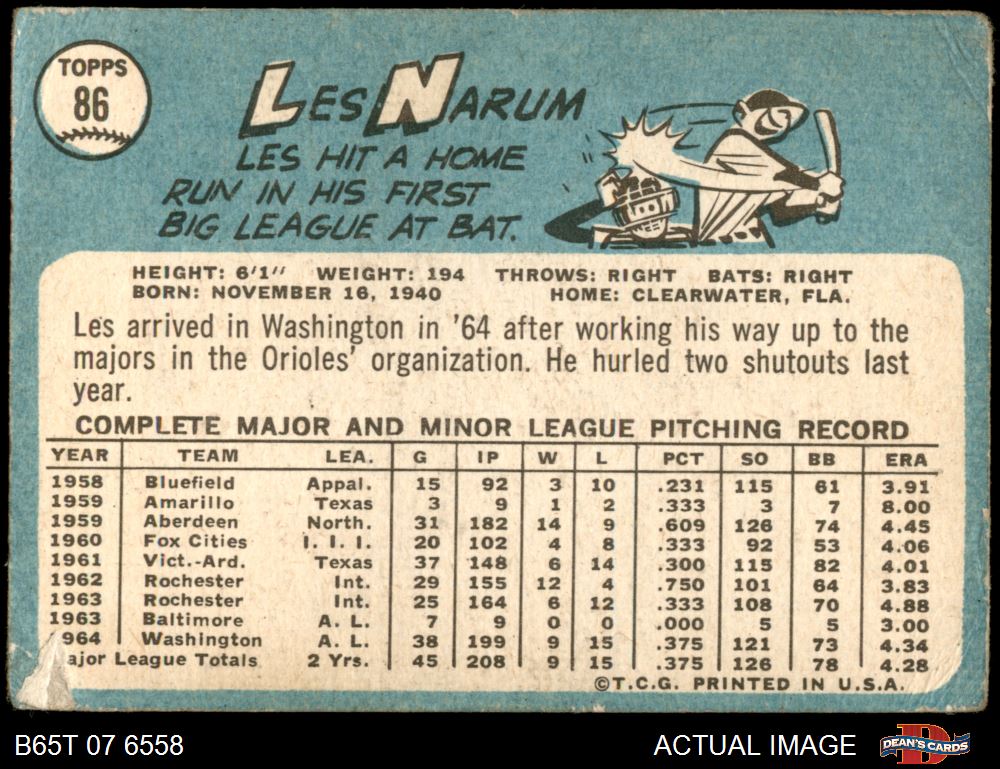 TOPPS
86
LES NARUM
LES HIT A HOME
RUN IN HIS FIRST
BIG LEAGUE AT BAT.
HEIGHT: 6'1" WEIGHT: 194 THROWS: RIGHT BATS: RIGHT
BORN: NOVEMBER 16, 1940 HOME: CLEARWATER, FLA.
Les arrived in Washington in '64 after working his way up to the
majors in the Orioles' organization. He hurled two shutouts last
year.
COMPLETE MAJOR AND MINOR LEAGUE PITCHING RECORD
YEAR TEAM LEA. G IP W L PCT SO BB ERA
1958 Bluefield Appal. 15 92 3 10 .231 115 61 3.91
1959 Amarillo Texas 3 9 1 2 .333 3 7 8.00
1959 Aberdeen North. 31 182 14 9 .609 126 74 4.45
1960 Fox Cities I. I. I. 20 102 4 8 .333 92 53 4.06
1961 Vict.-Ard. Texas 37 148 6 14 .300 115 82 4.01
1962 Rochester Int. 29 155 12 4 .750 101 64 3.83
1963 Rochester Int. 25 164 6 12 .333 108 70 4.88
1963 Baltimore A. L. 7 9 0 0 .000 5 5 3.00
964 Washington A. L. 38 199 9 15 .375 121 73 4.34
ajor League Totals 2 Yrs. 45 208 9 15 .375 126 78 4.28
©T.C.G. PRINTED IN U.S.A.
B65T 07 6558 ACTUAL IMAGE DEAN'S CARDS